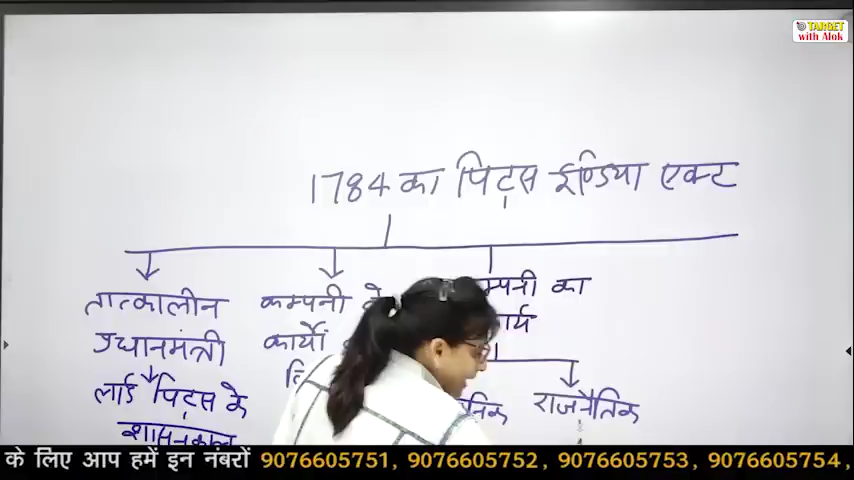 TARGET
with Alok
1784 का पिट्स इण्डिया एक्ट
तात्कालीन
प्रधानमंत्री
लार्ड पिट्स के
शासनकाल
कम्पनी
कार्यों
म्पनी का
ार्य
निक
राजनैतिक
के लिए आप हमें इन नंबरों 9076605751, 9076605752, 9076605753, 9076605754,